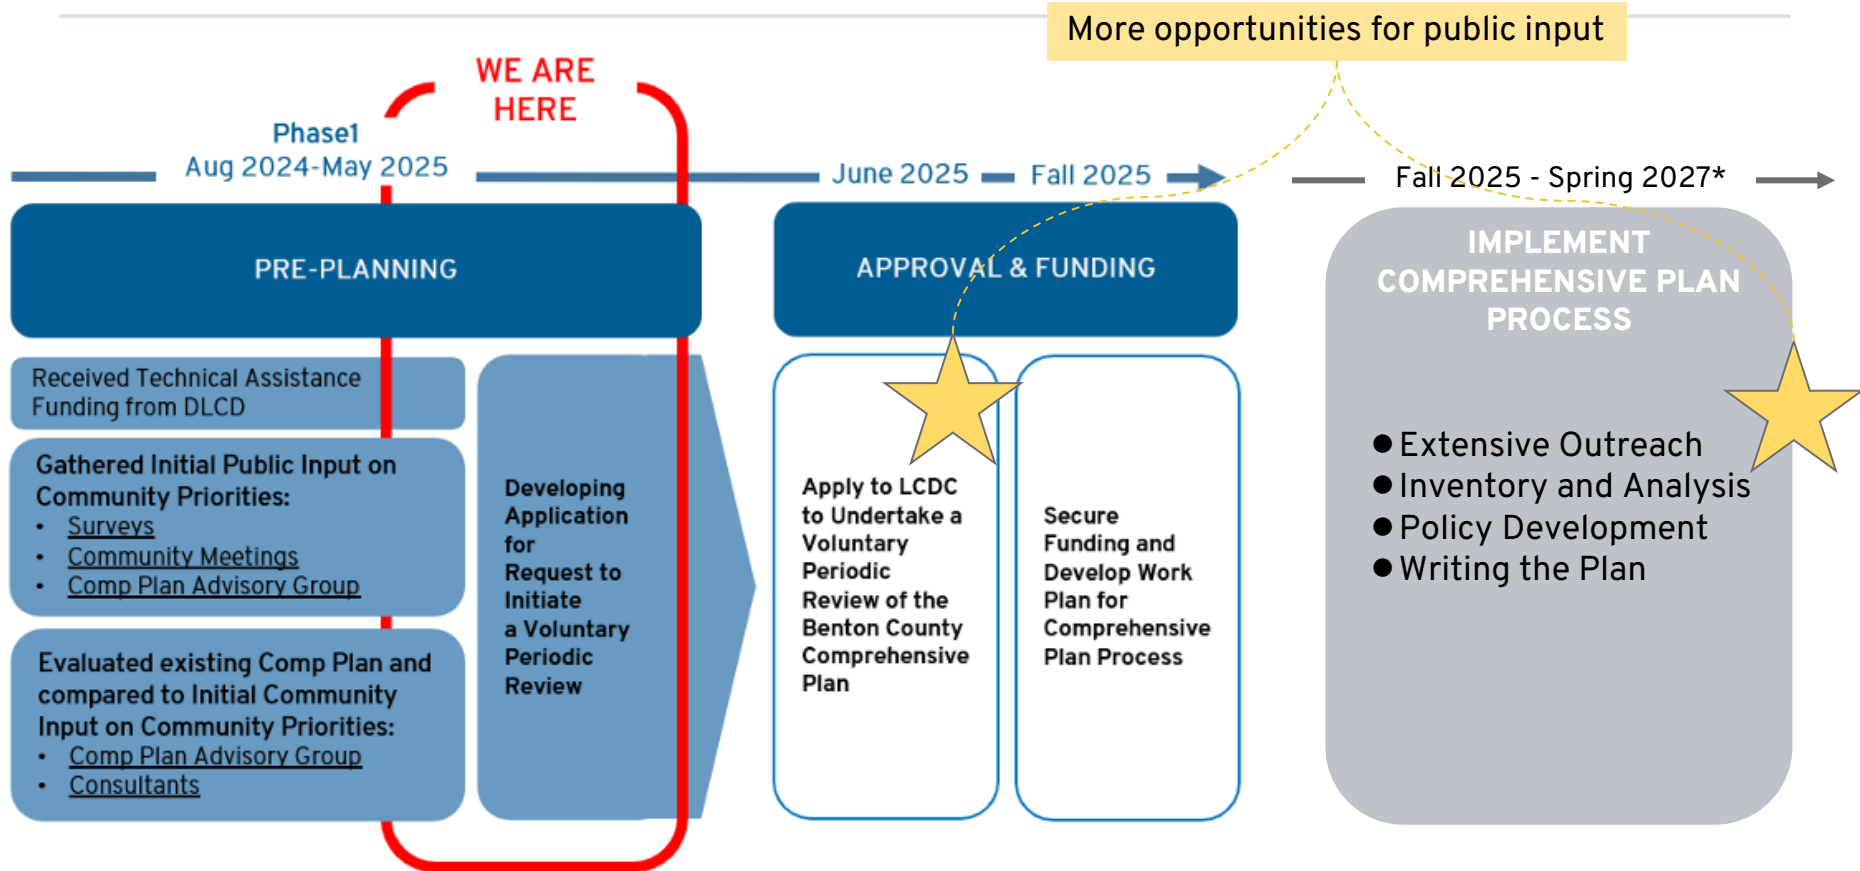 More opportunities for public input
WE ARE
HERE
Phase1
Aug 2024-May 2025
June 2025
Fall 2025
Fall 2025 - Spring 2027*
PRE-PLANNING
Received Technical Assistance
Funding from DLCD
Gathered Initial Public Input on
Community Priorities:
• Surveys
• Community Meetings
• Comp Plan Advisory Group
Evaluated existing Comp Plan and
compared to Initial Community
Input on Community Priorities:
• Comp Plan Advisory Group
• Consultants
Developing
Application
for
Request to
Initiate
a Voluntary
Periodic
Review
APPROVAL & FUNDING
Apply to LCDC
to Undertake a
Voluntary
Periodic
Review of the
Benton County
Comprehensive
Plan
Secure
Funding and
Develop Work
Plan for
Comprehensive
Plan Process
IMPLEMENT
COMPREHENSIVE PLAN
PROCESS
● Extensive Outreach
● Inventory and Analysis
● Policy Development
● Writing the Plan